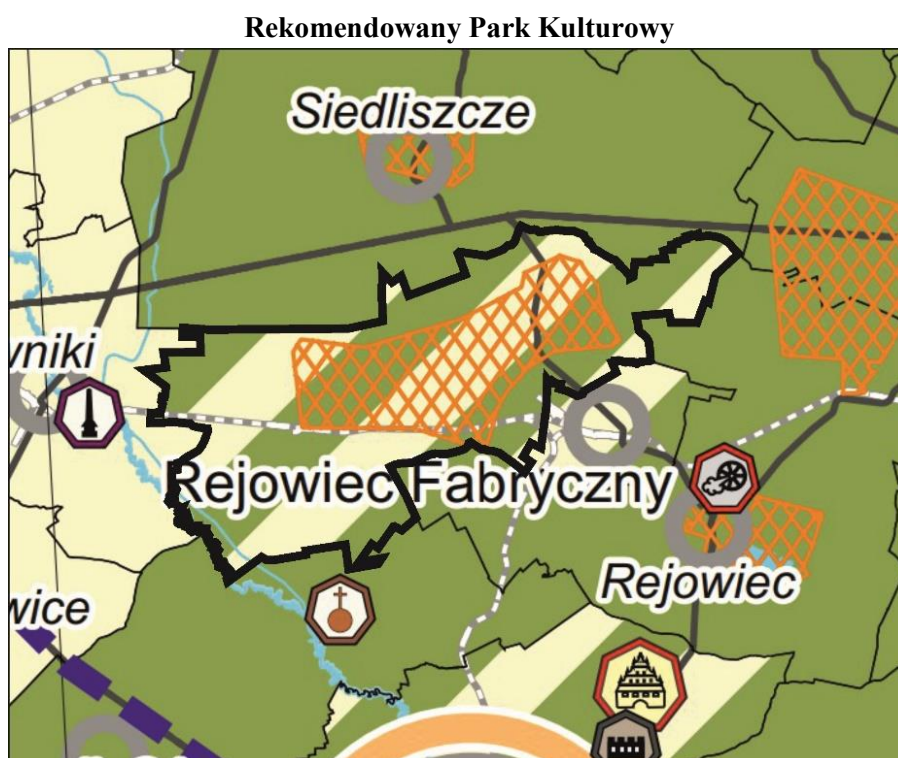 Rekomendowany Park Kulturowy
Siedliszcze
wniki
Rejowiec Fabryczny
Rejowiec
wice